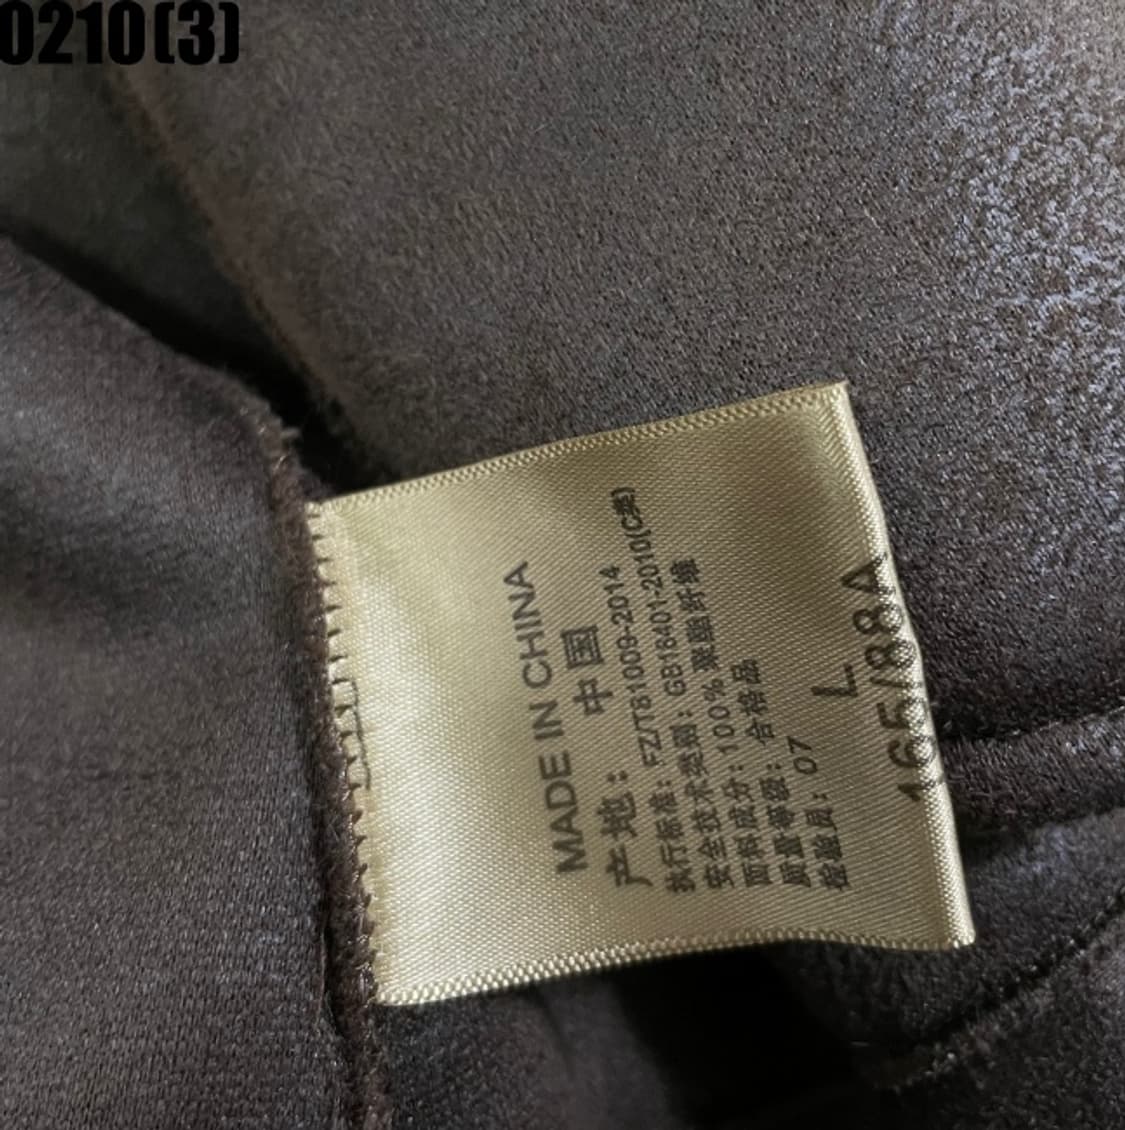 0210(3)
MADE IN CHINA
产地：中国
执行标准：FZ/T81009-2014
安全技术类别：GB18401-2010(C类)
面料成分：100%聚酯纤维
质量等级：合格品
检验员：07
L
165/88A